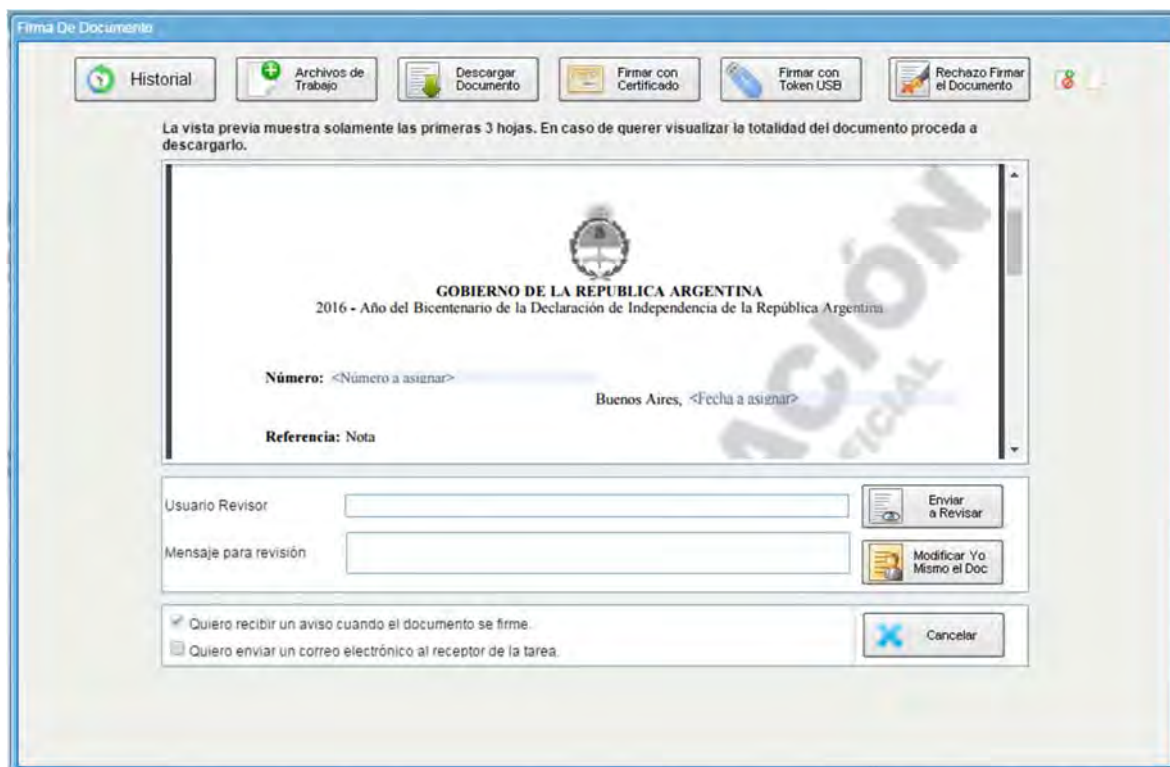 Firma De Documento
Historial
Archivos de
Trabajo
Descargar
Documento
Firmar con
Certificado
Firmar con
Token USB
Rechazo Firmar
el Documento
La vista previa muestra solamente las primeras 3 hojas. En caso de querer visualizar la totalidad del documento proceda a
descargarlo.
GOBIERNO DE LA REPUBLICA ARGENTINA
2016 - Año del Bicentenario de la Declaración de Independencia de la República Argentina
Número: <Número a asignar>
Buenos Aires, <Fecha a asignar>
Referencia: Nota
ACIÓN
FICIAL
Usuario Revisor
Enviar
a Revisar
Mensaje para revisión
Modificar Yo
Mismo el Doc
Quiero recibir un aviso cuando el documento se firme.
Quiero enviar un correo electrónico al receptor de la tarea.
Cancelar